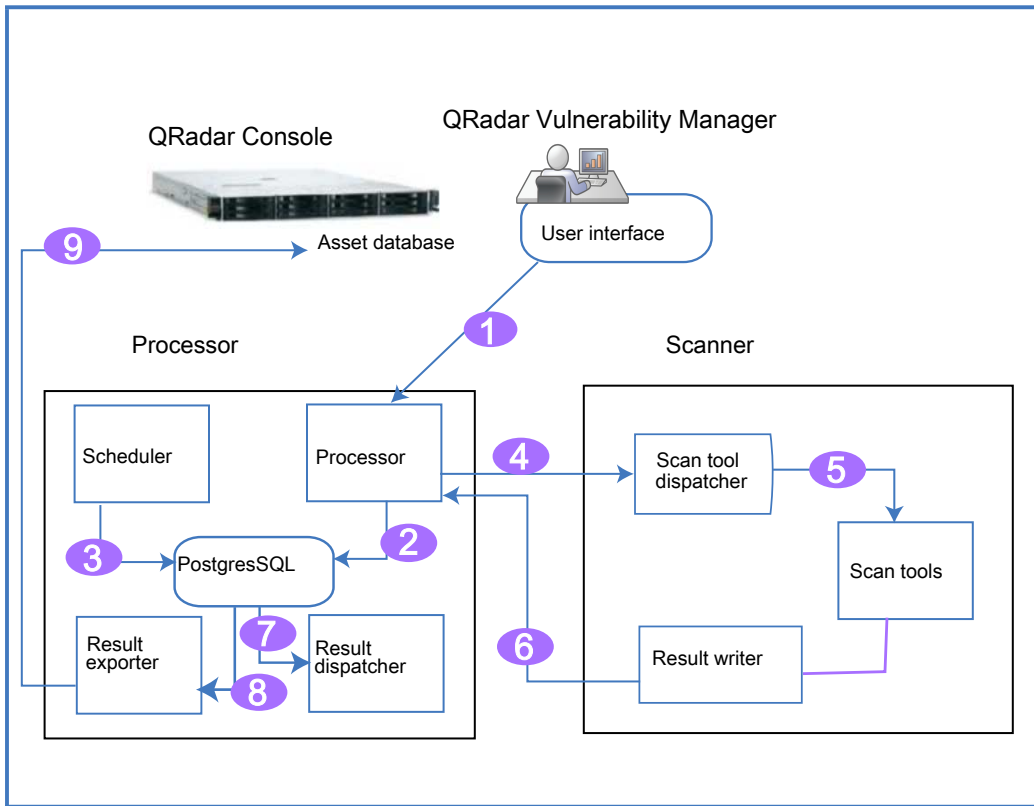 QRadar Vulnerability Manager
QRadar Console
User interface
Asset database
9
1
Processor
Scanner
Scheduler
Processor
4
Scan tool
dispatcher
5
2
3
PostgresSQL
Scan tools
7
6
Result
exporter
Result
dispatcher
Result writer
8